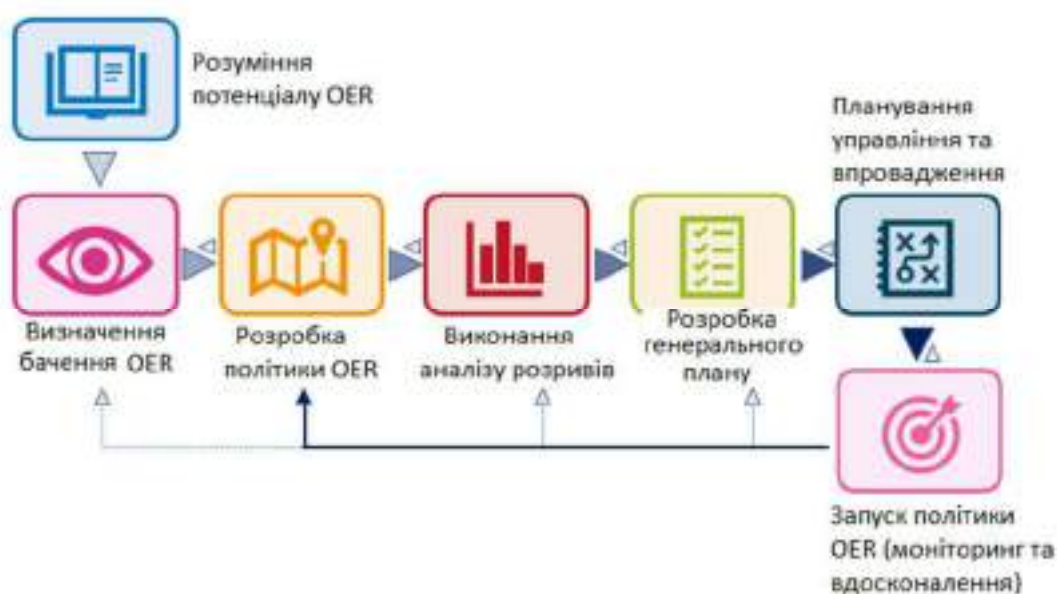 Розуміння
потенціалу OER
Планування
управління та
впровадження
Визначення
бачення OER
Розробка
політики OER
Виконання
аналізу розривів
Розробка
генерального
плану
Запуск політики
OER (моніторинг та
вдосконалення)